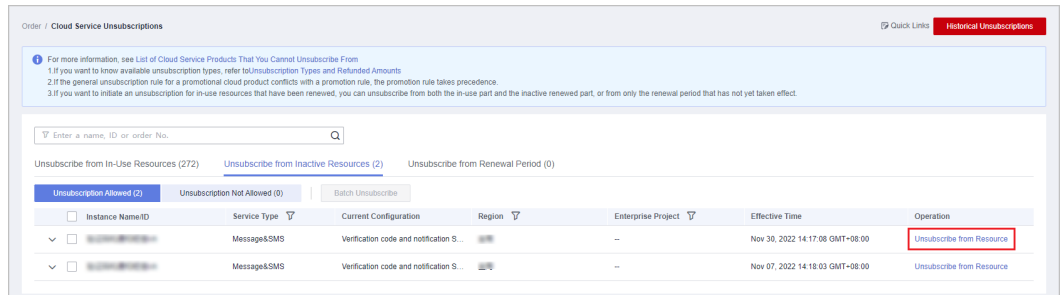 Order / Cloud Service Unsubscriptions
Quick Links
Historical Unsubscriptions
For more information, see List of Cloud Service Products That You Cannot Unsubscribe From
1.If you want to know available unsubscription types, refer toUnsubscription Types and Refunded Amounts
2.If the general unsubscription rule for a promotional cloud product conflicts with a promotion rule, the promotion rule takes precedence.
3.If you want to initiate an unsubscription for in-use resources that have been renewed, you can unsubscribe from both the in-use part and the inactive renewed part, or from only the renewal period that has not yet taken effect.
Enter a name, ID or order No.
Unsubscribe from In-Use Resources (272) Unsubscribe from Inactive Resources (2) Unsubscribe from Renewal Period (0)
Unsubscription Allowed (2) Unsubscription Not Allowed (0) Batch Unsubscribe
Instance Name/ID Service Type Current Configuration Region Enterprise Project Effective Time Operation
Message&SMS Verification code and notification S... -- Nov 30, 2022 14:17:08 GMT+08:00 Unsubscribe from Resource
Message&SMS Verification code and notification S... -- Nov 07, 2022 14:18:03 GMT+08:00 Unsubscribe from Resource